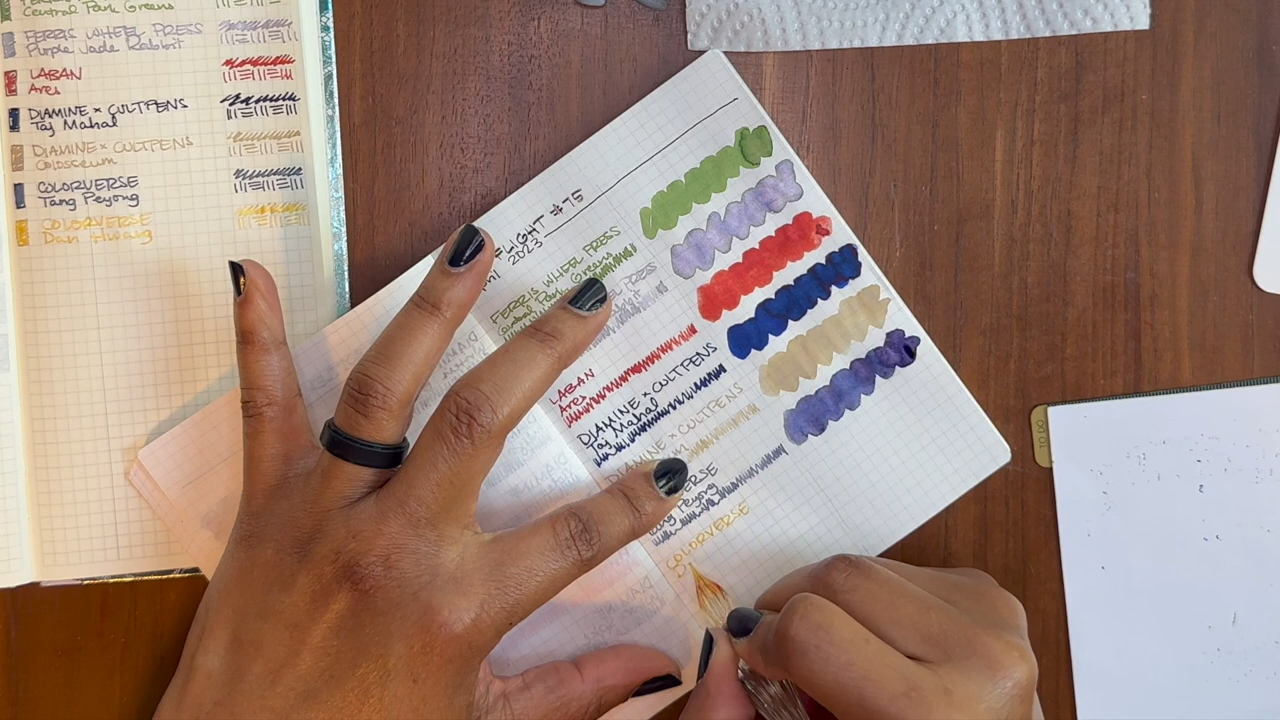 Central Park Greens
FERRIS WHEEL PRESS
Purple Jade Rabbit
LABAN
Ares
DIAMINE × CULTPENS
Taj Mahal
DIAMINE × CULTPENS
Colosseum
COLORVERSE
Tang Peyong
COLORVERSE
Dan Hwang
FLIGHT #75
2023
FERRIS WHEEL PRESS
Central Park Greens
PRESS
LABAN
Ares
DIAMINE × CULTPENS
Taj Mahal
DIAMINE × CULTPENS
Peyong
COLORVERSE
D
TO DO